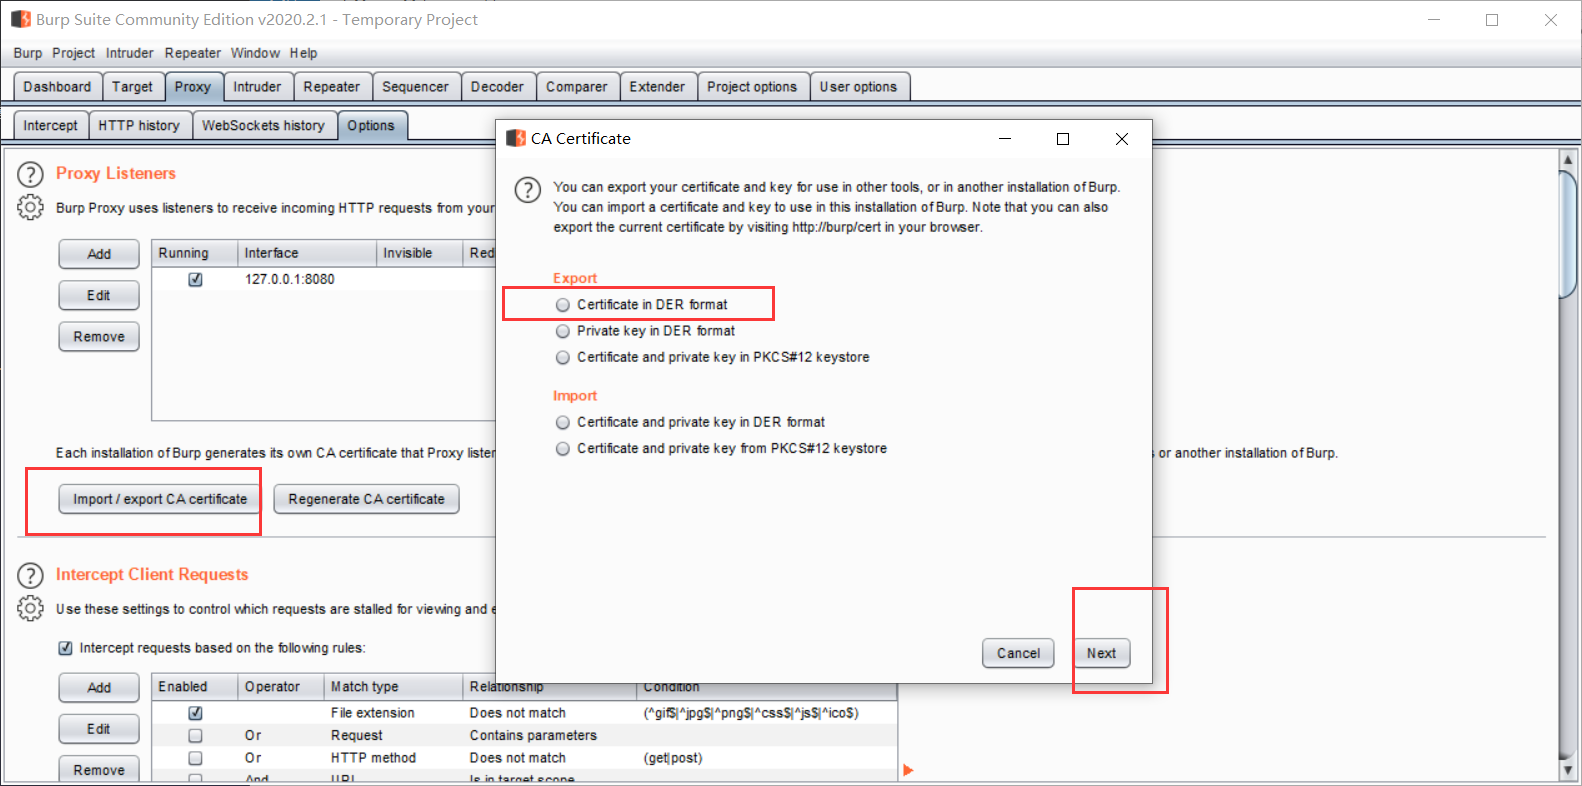 Burp Suite Community Edition v2020.2.1 - Temporary Project
Burp Project Intruder Repeater Window Help
Dashboard Target Proxy Intruder Repeater Sequencer Decoder Comparer Extender Project options User options
Intercept HTTP history WebSockets history Options
Proxy Listeners
Burp Proxy uses listeners to receive incoming HTTP requests from your
Add
Edit
Remove
Running Interface Invisible Red
127.0.0.1:8080
Each installation of Burp generates its own CA certificate that Proxy listen
s or another installation of Burp.
Import / export CA certificate Regenerate CA certificate
CA Certificate
You can export your certificate and key for use in other tools, or in another installation of Burp.
You can import a certificate and key to use in this installation of Burp. Note that you can also
export the current certificate by visiting http://burp/cert in your browser.
Export
Certificate in DER format
Private key in DER format
Certificate and private key in PKCS#12 keystore
Import
Certificate and private key in DER format
Certificate and private key from PKCS#12 keystore
Cancel Next
Intercept Client Requests
Use these settings to control which requests are stalled for viewing and e
Intercept requests based on the following rules:
Add
Edit
Remove
Enabled Operator Match type Relationship Condition
File extension Does not match (^gif$|^jpg$|^png$|^css$|^js$|^ico$)
Or Request Contains parameters
Or HTTP method Does not match (get|post)
And URL Is in target scope